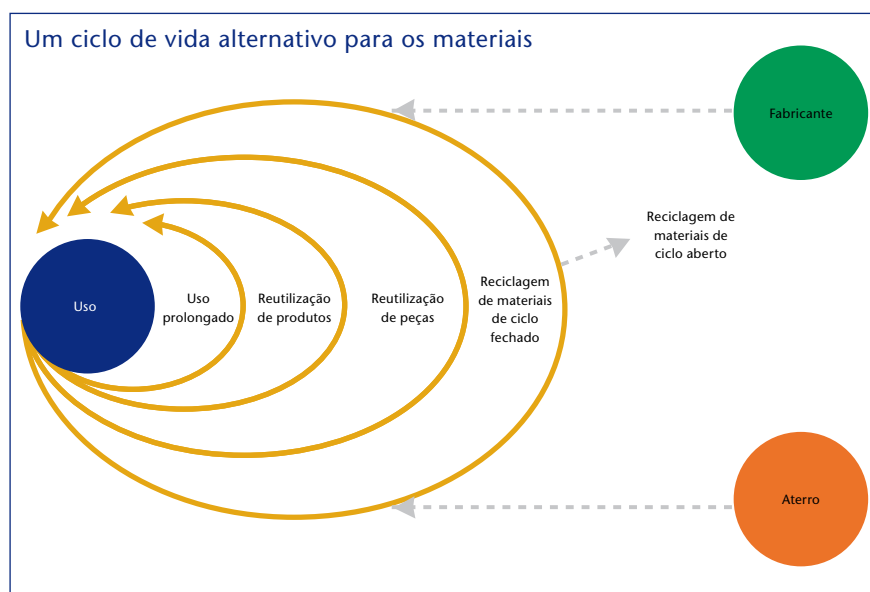 Um ciclo de vida alternativo para os materiais
Fabricante
Reciclagem de
materiais de
ciclo aberto
Uso
Uso
prolongado
Reutilização
de produtos
Reutilização
de peças
Reciclagem
de materiais
de ciclo
fechado
Aterro